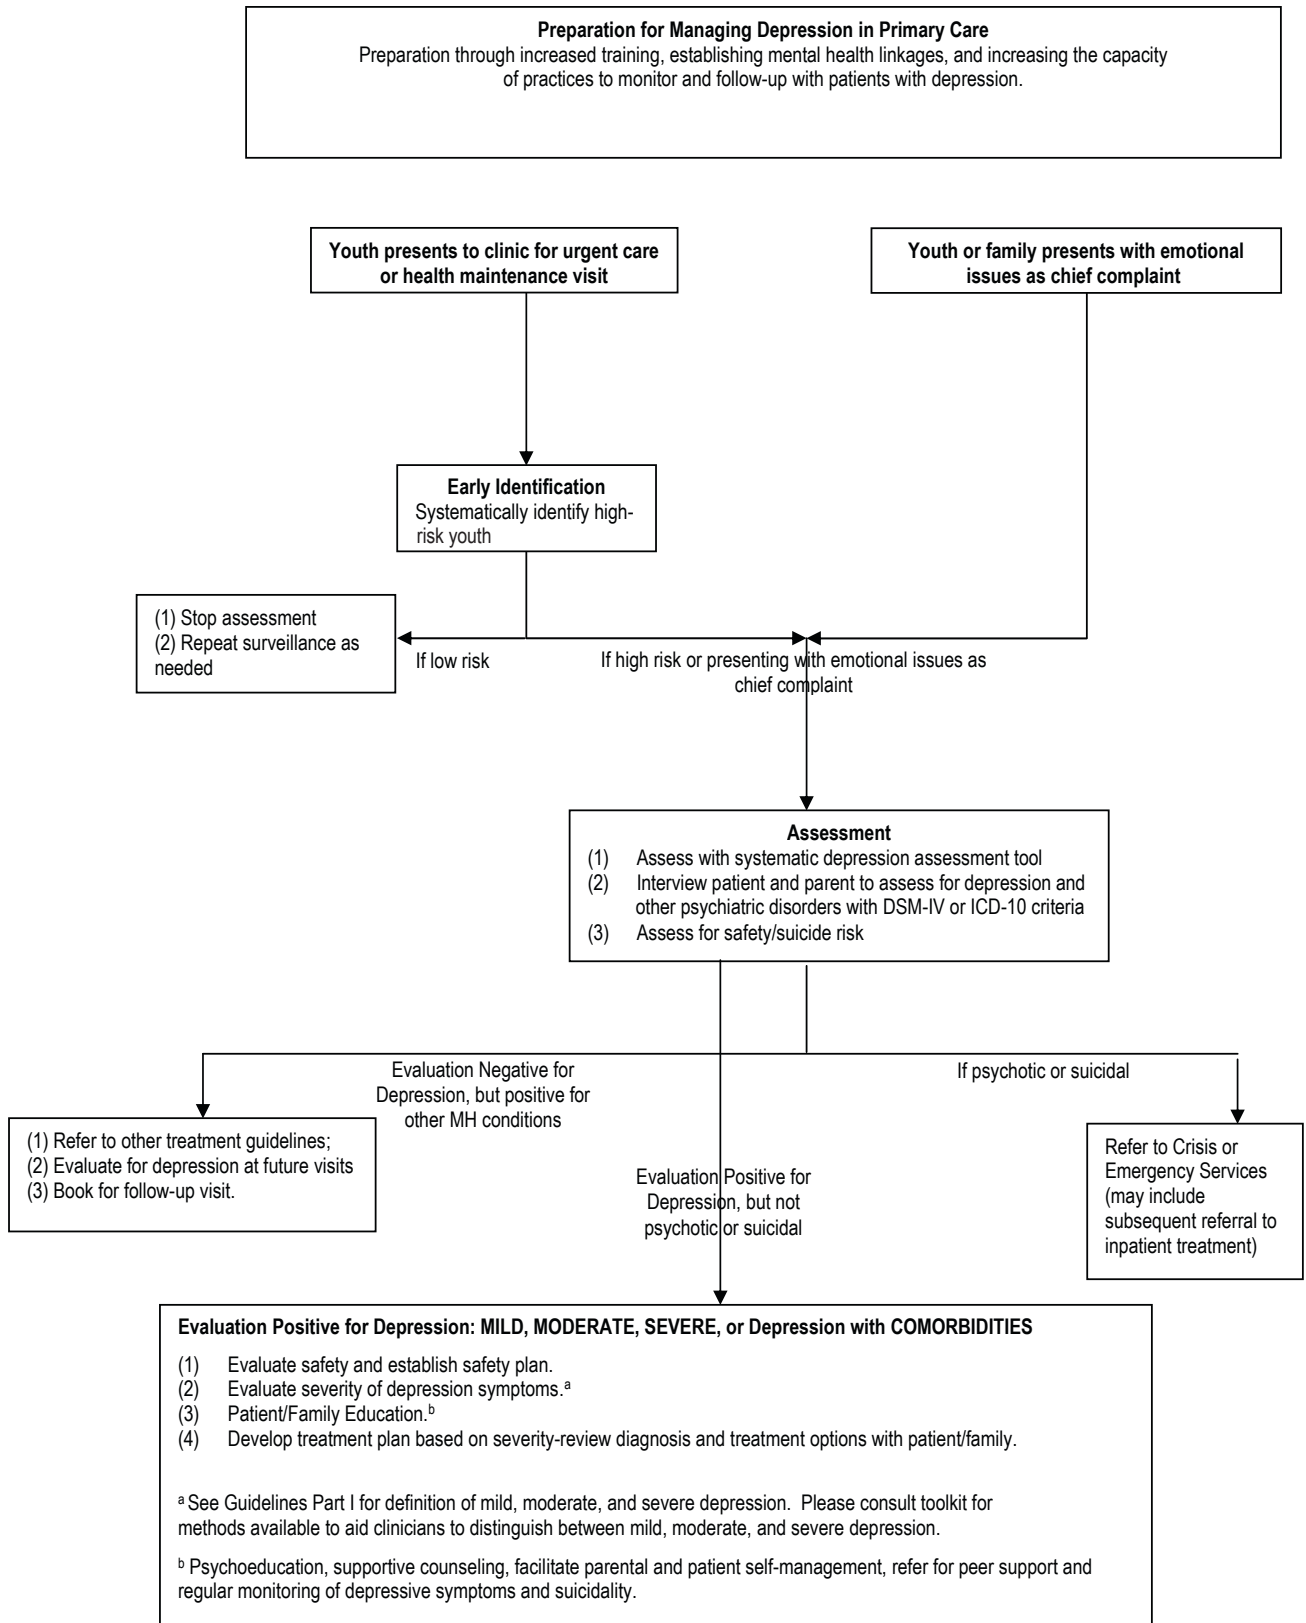 Preparation for Managing Depression in Primary Care
Preparation through increased training, establishing mental health linkages, and increasing the capacity
of practices to monitor and follow-up with patients with depression.
Youth presents to clinic for urgent care
or health maintenance visit
Youth or family presents with emotional
issues as chief complaint
Early Identification
Systematically identify high-
risk youth
(1) Stop assessment
(2) Repeat surveillance as
needed
If low risk
If high risk or presenting with emotional issues as
chief complaint
Assessment
(1) Assess with systematic depression assessment tool
(2) Interview patient and parent to assess for depression and
other psychiatric disorders with DSM-IV or ICD-10 criteria
(3) Assess for safety/suicide risk
Evaluation Negative for
Depression, but positive for
other MH conditions
If psychotic or suicidal
(1) Refer to other treatment guidelines;
(2) Evaluate for depression at future visits
(3) Book for follow-up visit.
Evaluation Positive for
Depression, but not
psychotic or suicidal
Refer to Crisis or
Emergency Services
(may include
subsequent referral to
inpatient treatment)
Evaluation Positive for Depression: MILD, MODERATE, SEVERE, or Depression with COMORBIDITIES
(1) Evaluate safety and establish safety plan.
(2) Evaluate severity of depression symptoms.ᵃ
(3) Patient/Family Education.ᵇ
(4) Develop treatment plan based on severity-review diagnosis and treatment options with patient/family.
ᵃ See Guidelines Part I for definition of mild, moderate, and severe depression. Please consult toolkit for
methods available to aid clinicians to distinguish between mild, moderate, and severe depression.
ᵇ Psychoeducation, supportive counseling, facilitate parental and patient self-management, refer for peer support and
regular monitoring of depressive symptoms and suicidality.